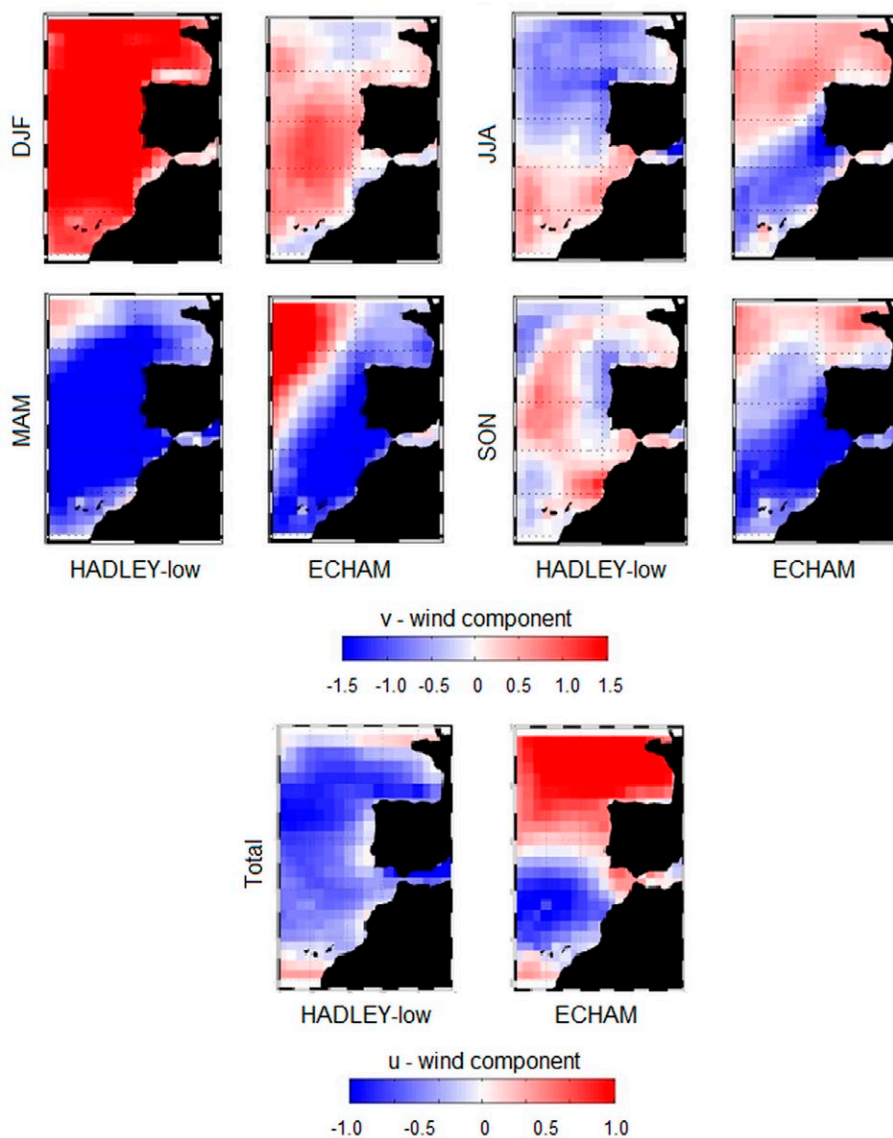 DJF
JJA
MAM
SON
HADLEY-low ECHAM HADLEY-low ECHAM
v - wind component
-1.5 -1.0 -0.5 0 0.5 1.0 1.5
Total
HADLEY-low ECHAM
u - wind component
-1.0 -0.5 0 0.5 1.0